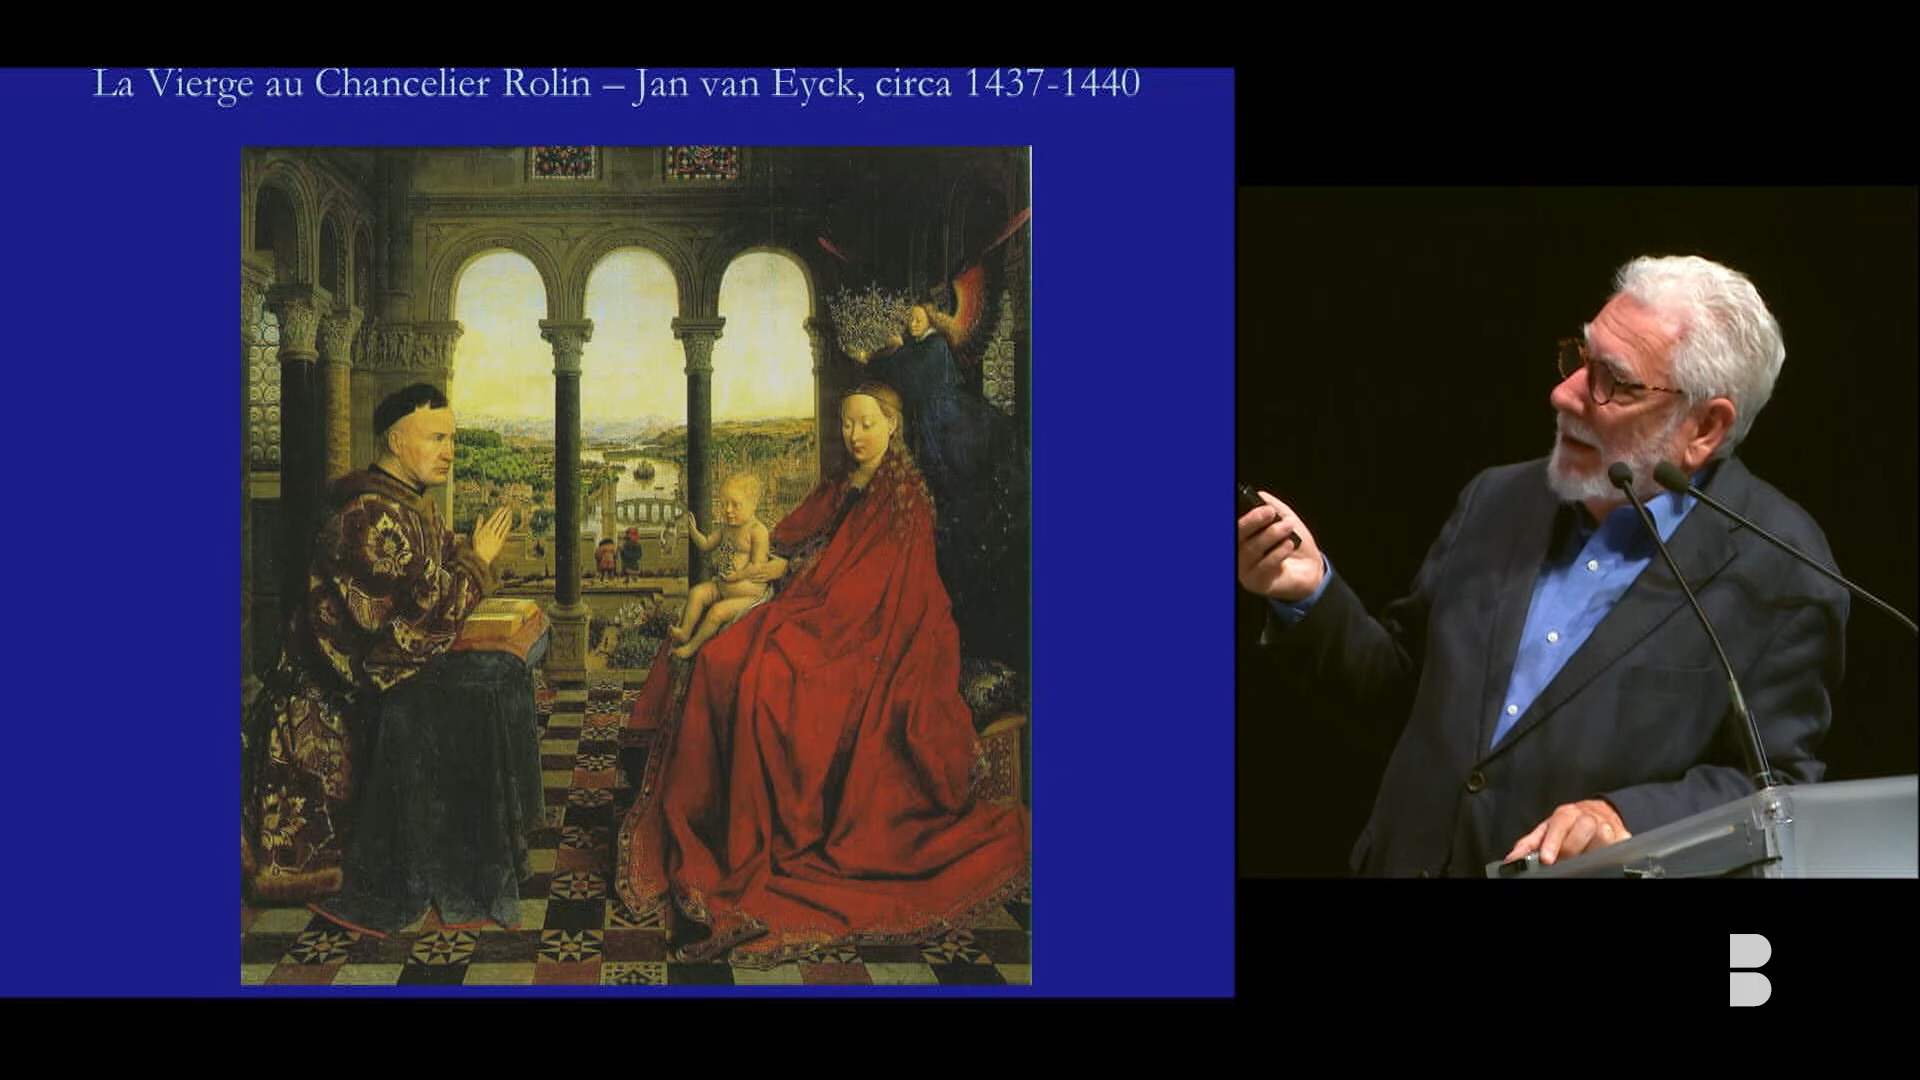 La Vierge au Chancelier Rolin – Jan van Eyck, circa 1437-1440
B